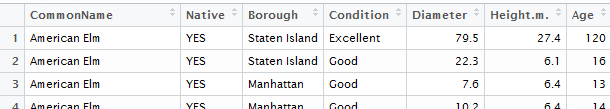 CommonName Native Borough Condition Diameter Height.m. Age
1 American Elm YES Staten Island Excellent 79.5 27.4 120
2 American Elm YES Staten Island Good 22.3 6.1 16
3 American Elm YES Manhattan Good 7.6 6.4 13
4 American Elm YES Manhattan Good 10.2 6.4 14